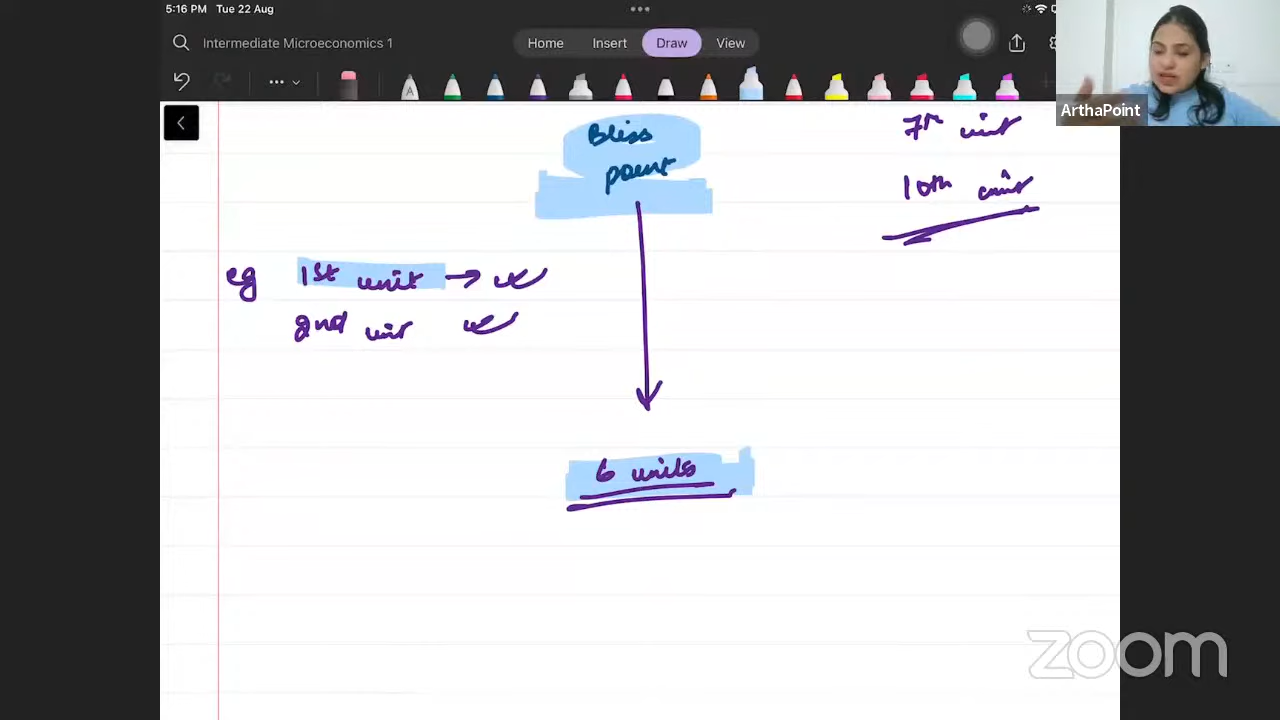 5:16 PM Tue 22 Aug
Intermediate Microeconomics 1
Home Insert Draw View
A
ArthaPoint
Bliss
point
7th unit
10th unit
eg 1st unit →
2nd unit
6 units
zoom